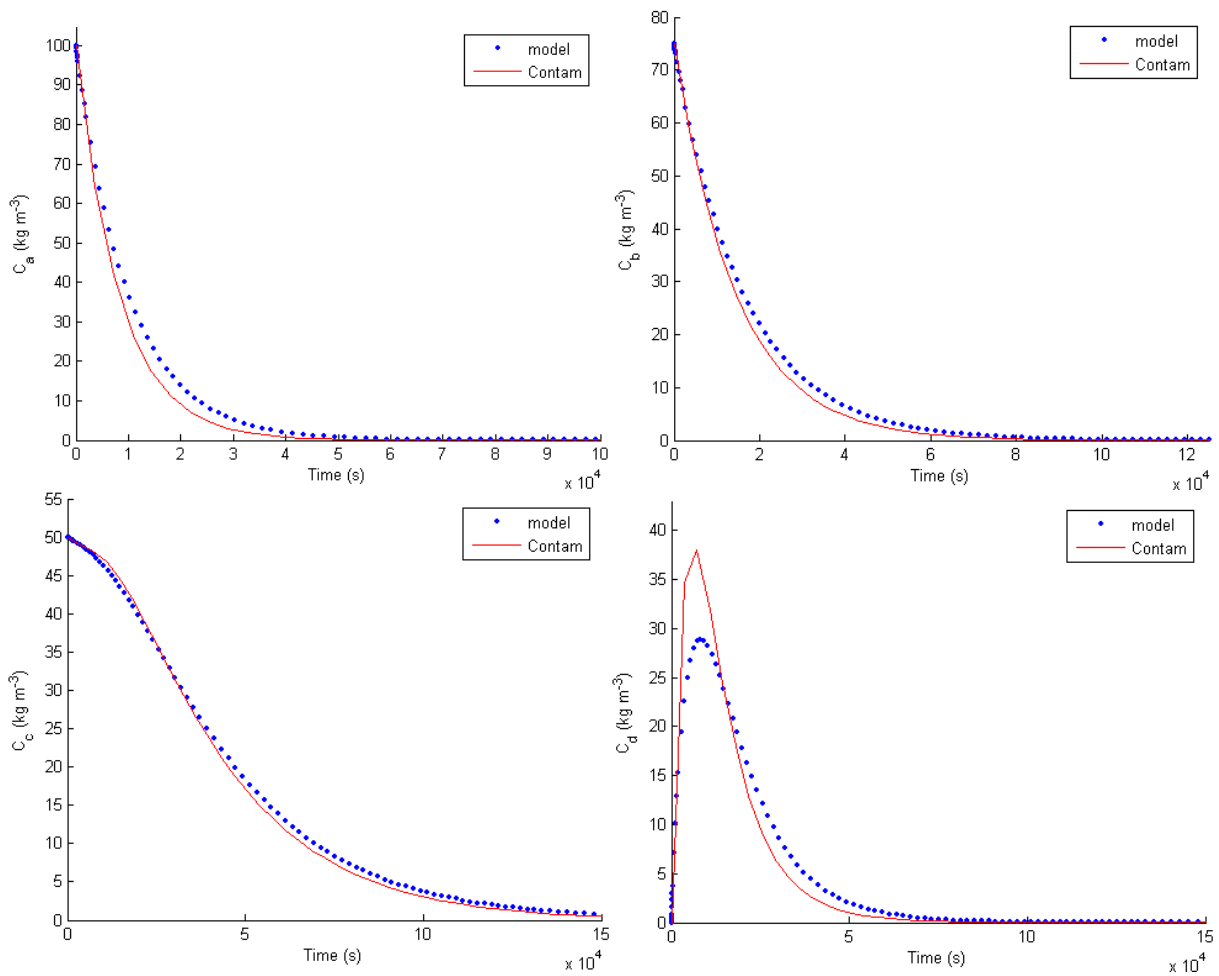 100
90
80
70
60
50
40
30
20
10
0
C_a (kg m^-3)
model
Contam
0 1 2 3 4 5 6 7 8 9 10
Time (s)
x 10^4
80
70
60
50
40
30
20
10
0
C_b (kg m^-3)
model
Contam
0 2 4 6 8 10 12
Time (s)
x 10^4
55
50
45
40
35
30
25
20
15
10
5
0
C_c (kg m^-3)
model
Contam
0 5 10 15
Time (s)
x 10^4
40
35
30
25
20
15
10
5
0
C_d (kg m^-3)
model
Contam
0 5 10 15
Time (s)
x 10^4